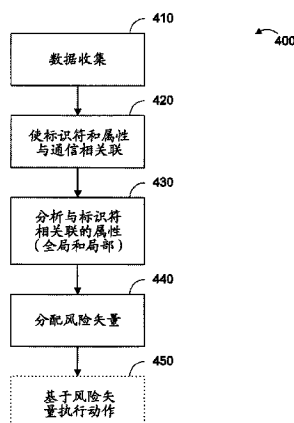 410
400
数据收集
420
使标识符和属性
与通信相关联
430
分析与标识符
相关联的属性
(全局和局部)
440
分配风险矢量
450
基于风险矢
量执行动作